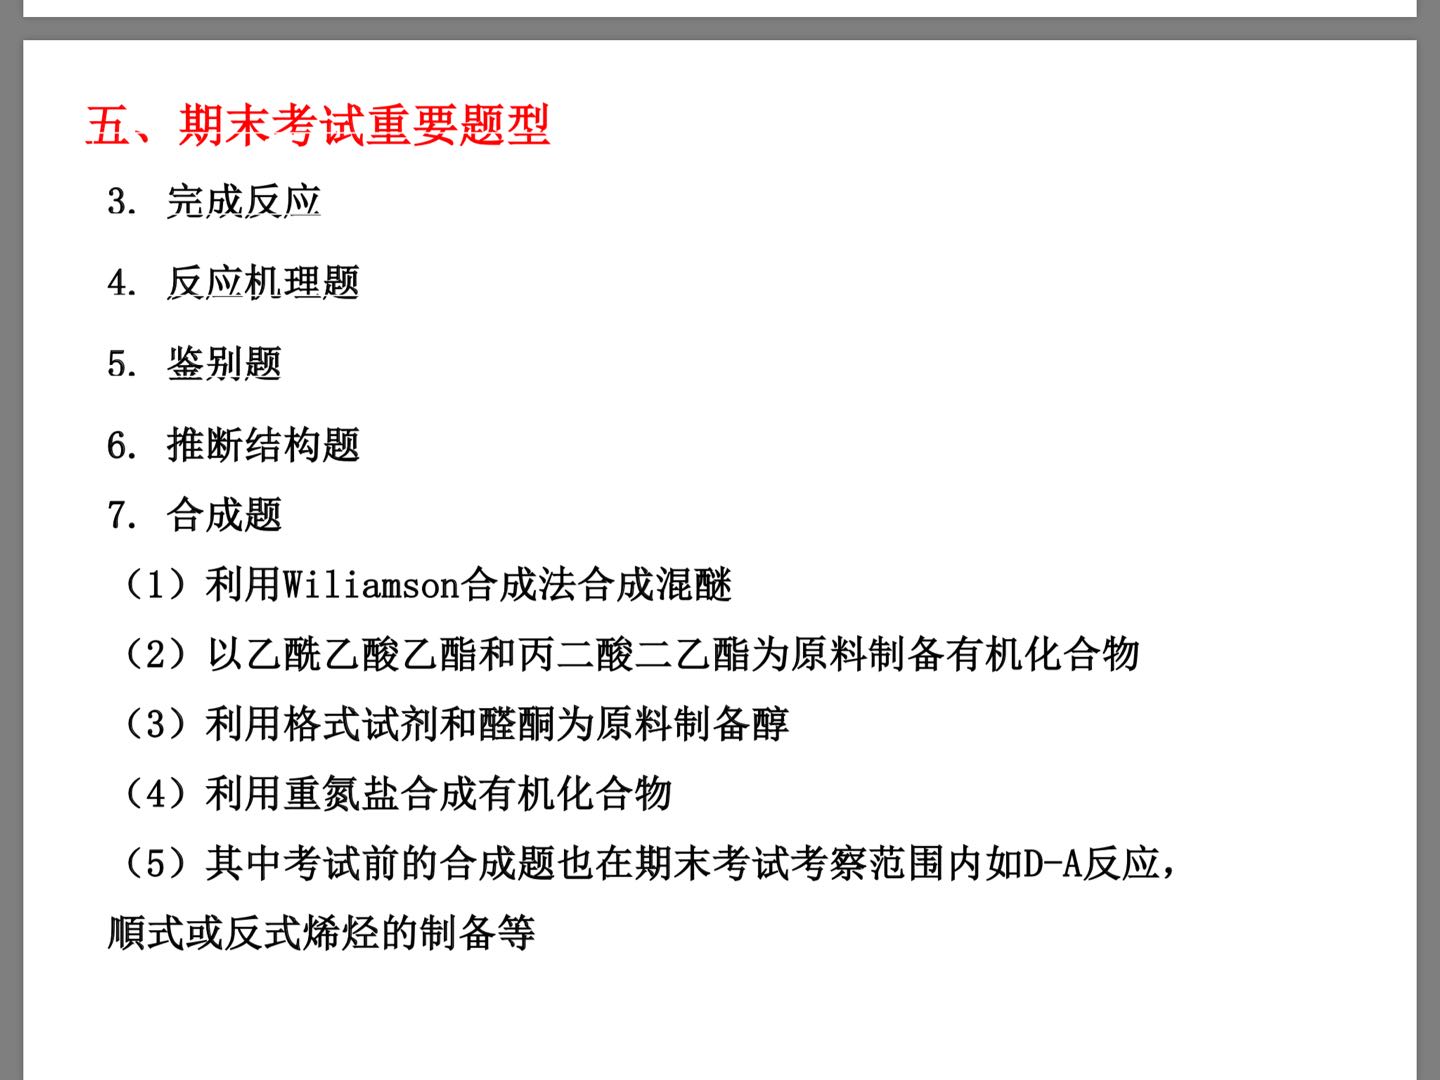 五、期末考试重要题型
3. 完成反应
4. 反应机理题
5. 鉴别题
6. 推断结构题
7. 合成题
（1）利用Wiliamson合成法合成混醚
（2）以乙酰乙酸乙酯和丙二酸二乙酯为原料制备有机化合物
（3）利用格式试剂和醛酮为原料制备醇
（4）利用重氮盐合成有机化合物
（5）其中考试前的合成题也在期末考试考察范围内如D-A反应，
順式或反式烯烃的制备等